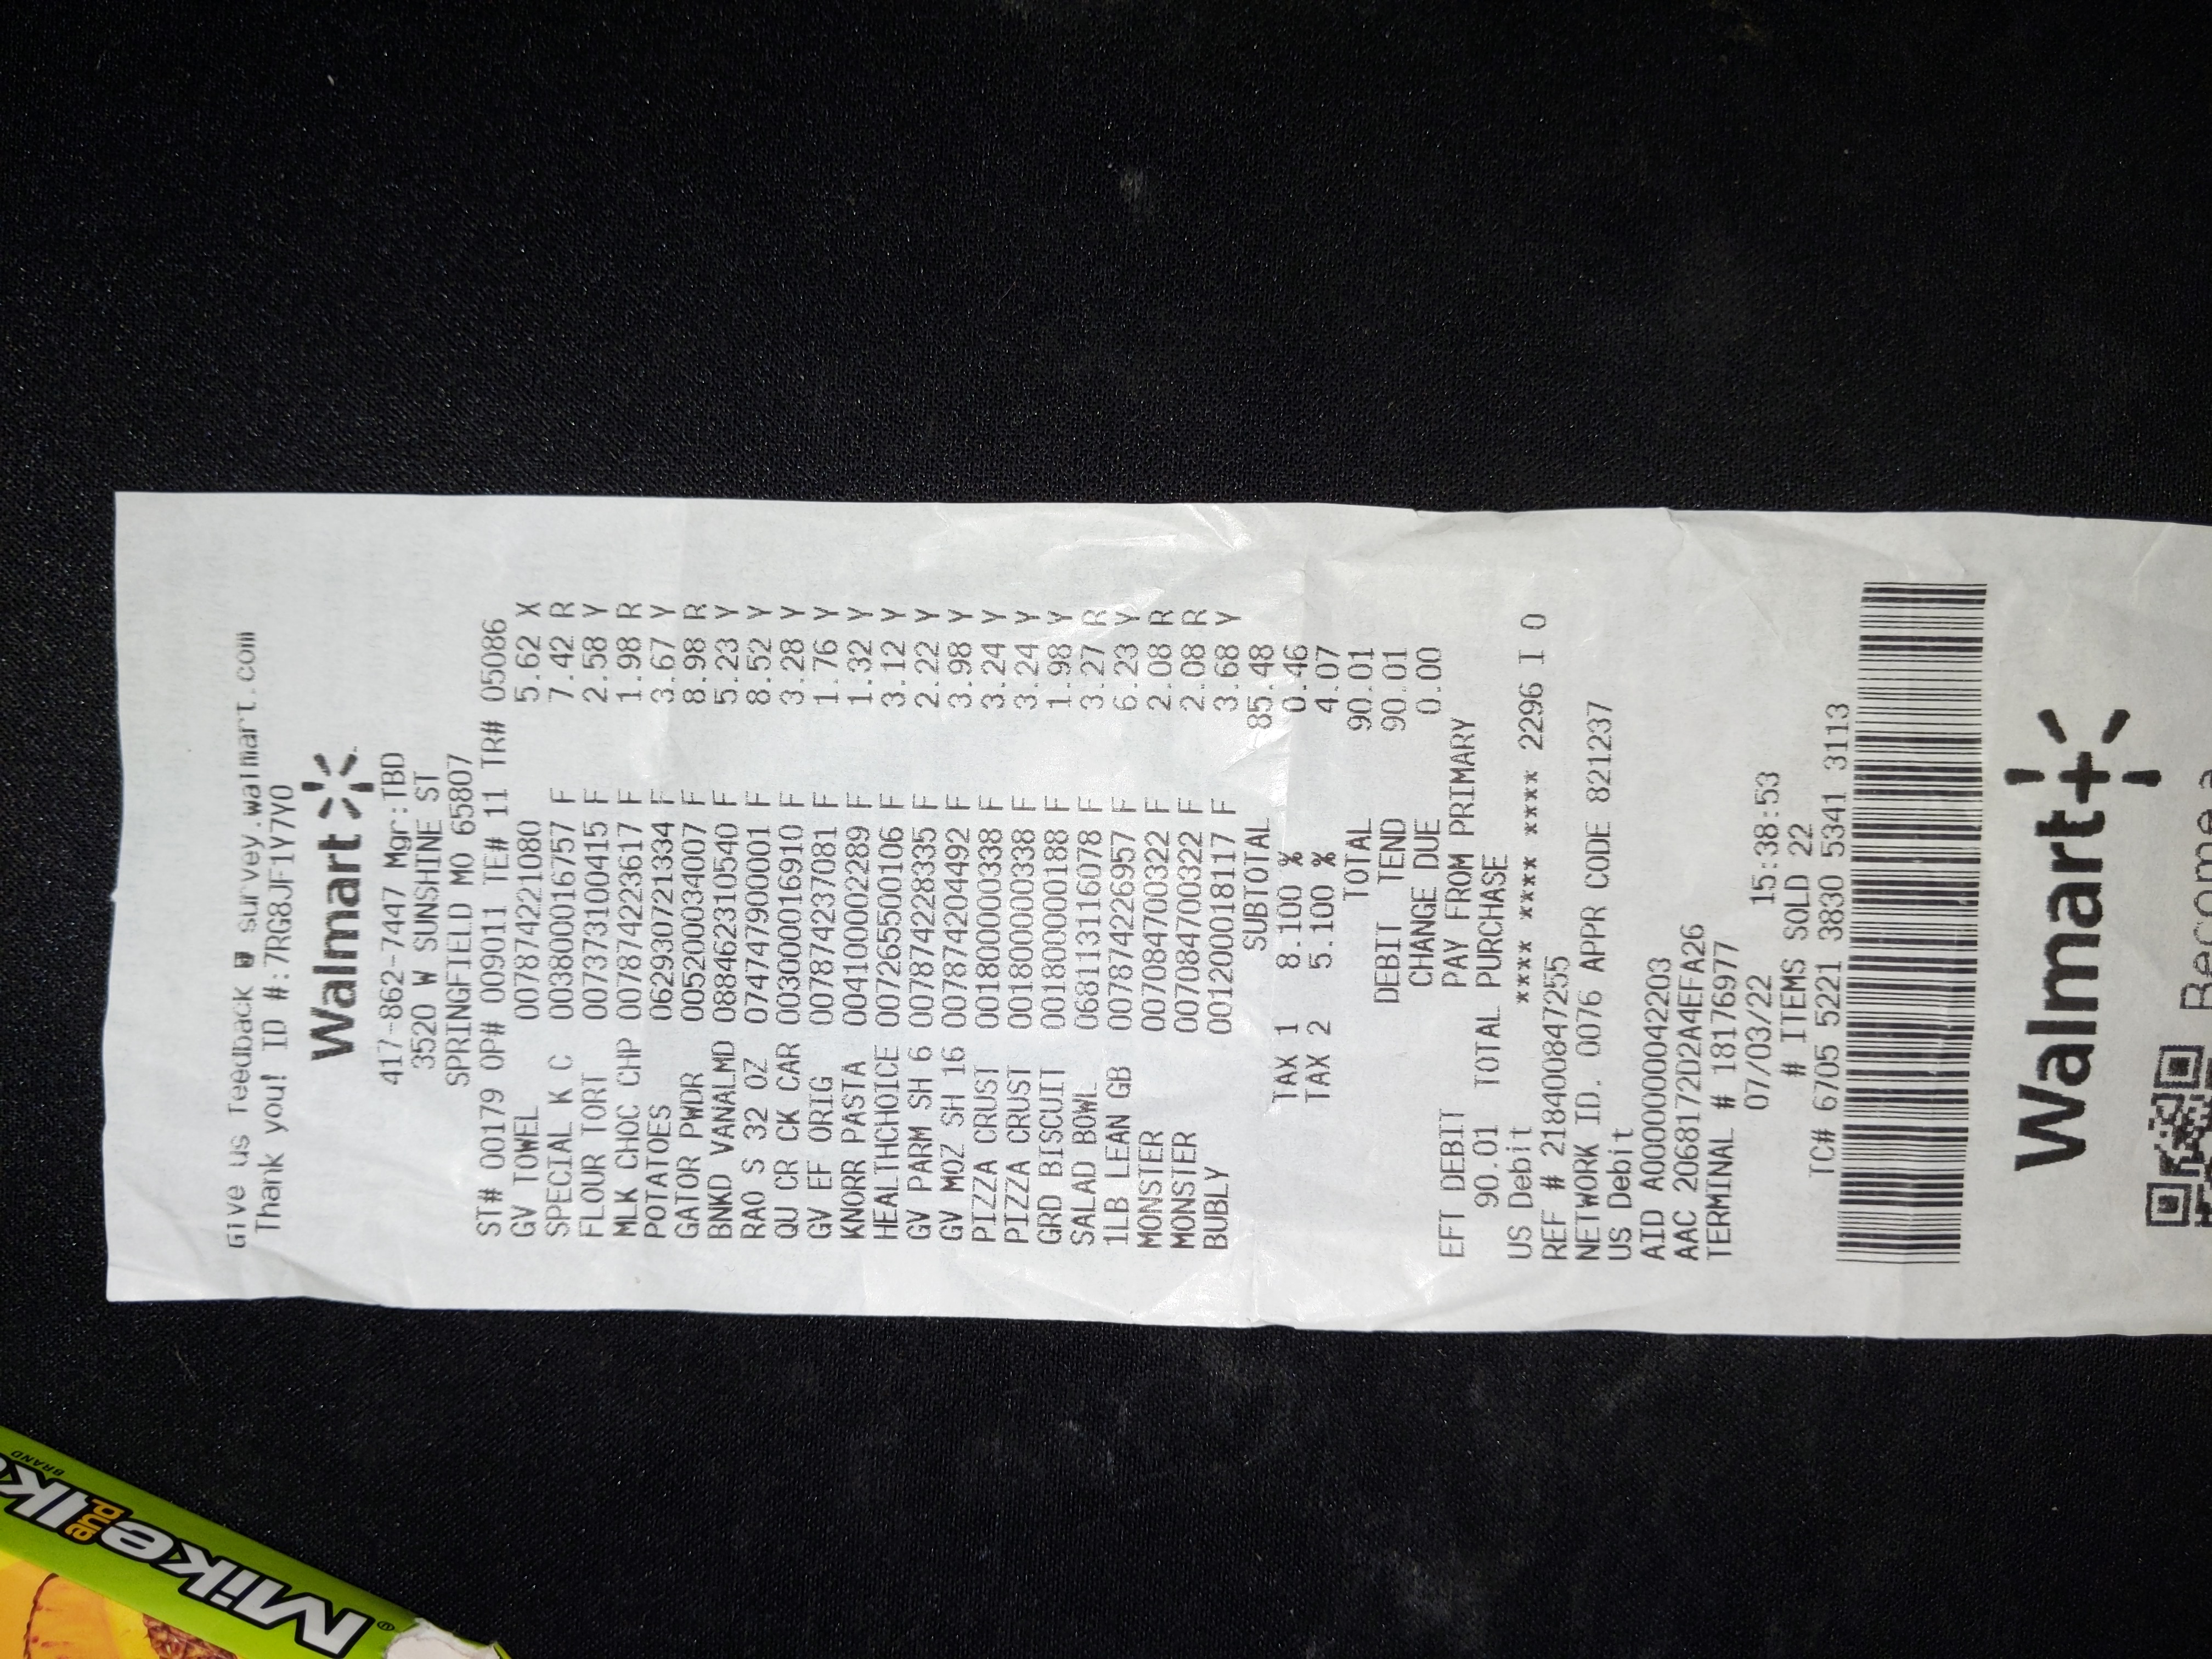 Mike and Ik
BRAND
Give us feedback @ survey.walmart.com
Thank you! ID #:7RG8JF1Y7Y0
Walmart
417-862-7447 Mgr:TBD
3520 W SUNSHINE ST
SPRINGFIELD MO 65807
ST# 00179 OP# 009011 TE# 11 TR# 05086
GV TOWEL 007874221080 5.62 X
SPECIAL K C 003800016757 F 7.42 R
FLOUR TORT 007373100415 F 2.58 Y
MLK CHOC CHP 007874223617 F 1.98 R
POTATOES 062930721334 F 3.67 Y
GATOR PWDR 005200034007 F 8.98 R
BNKD VANALMD 088462310540 F 5.23 Y
RAO S 32 OZ 074747900001 F 8.52 Y
QU CR CK CAR 003000016910 F 3.28 Y
GV EF ORIG 007874237081 F 1.76 Y
KNORR PASTA 004100002289 F 1.32 Y
HEALTHCHOICE 007265500106 F 3.12 Y
GV PARM SH 6 007874228335 F 2.22 Y
GV MOZ SH 16 007874204492 F 3.98 Y
PIZZA CRUST 001800000338 F 3.24 Y
PIZZA CRUST 001800000338 F 3.24 Y
GRD BISCUIT 001800000188 F 1.98 Y
SALAD BOWL 068113116078 F 3.27 R
1LB LEAN GB 007874226957 F 6.23 Y
MONSTER 007084700322 F 2.08 R
MONSTER 007084700322 F 2.08 R
BUBLY 001200018117 F 3.68 Y
SUBTOTAL 85.48
TAX 1 8.100 % 0.46
TAX 2 5.100 % 4.07
TOTAL 90.01
DEBIT TEND 90.01
CHANGE DUE 0.00
EFT DEBIT PAY FROM PRIMARY
90.01 TOTAL PURCHASE
US Debit **** **** **** 2296 I 0
REF # 218400847255
NETWORK ID. 0076 APPR CODE 821237
US Debit
AID A0000000042203
AAC 2068172D2A4EFA26
TERMINAL # 18176977
07/03/22 15:38:53
# ITEMS SOLD 22
TC# 6705 5221 3830 5341 3113
Walmart+
Become a